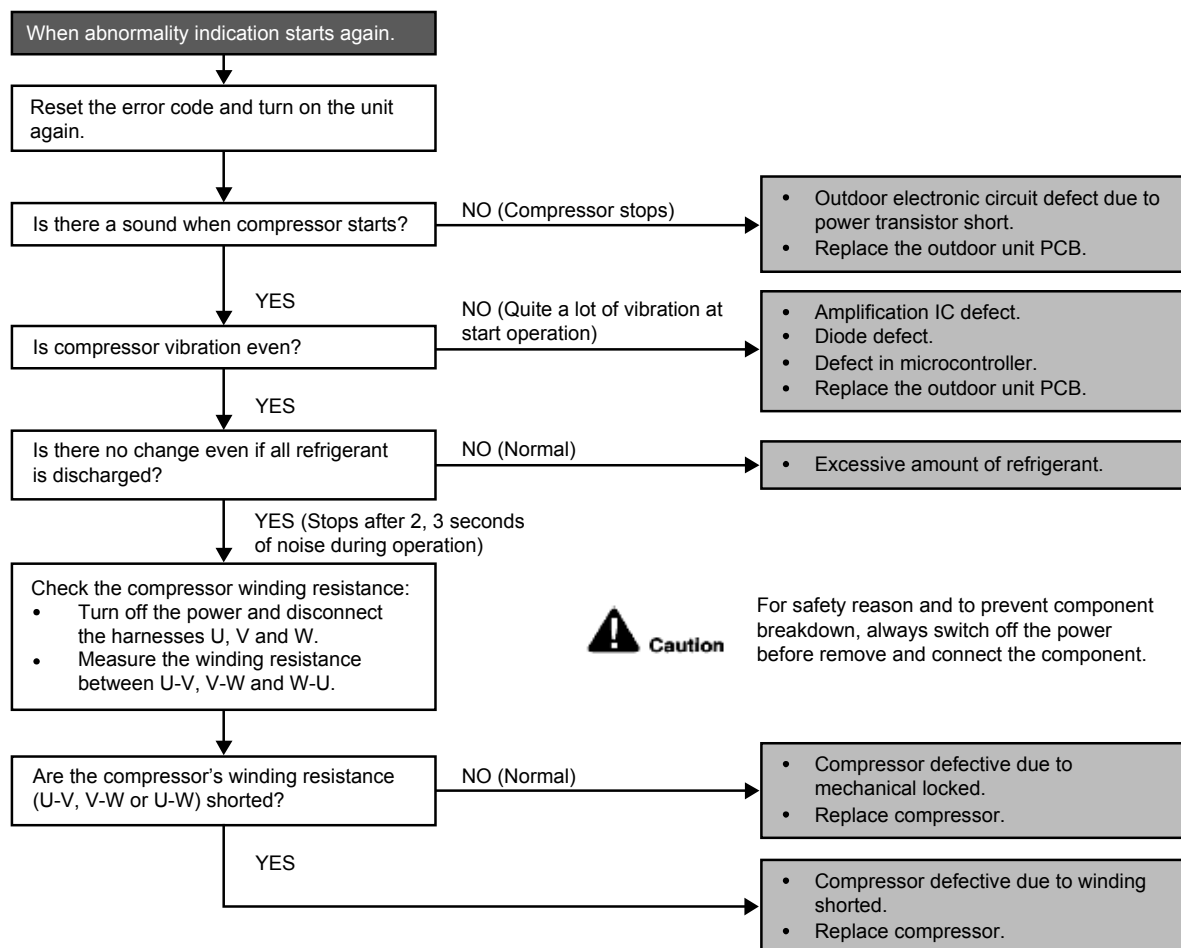 When abnormality indication starts again.
Reset the error code and turn on the unit
again.
Is there a sound when compressor starts?
NO (Compressor stops)
• Outdoor electronic circuit defect due to
power transistor short.
• Replace the outdoor unit PCB.
YES
NO (Quite a lot of vibration at
start operation)
Is compressor vibration even?
• Amplification IC defect.
• Diode defect.
• Defect in microcontroller.
• Replace the outdoor unit PCB.
YES
Is there no change even if all refrigerant
is discharged?
NO (Normal)
• Excessive amount of refrigerant.
YES (Stops after 2, 3 seconds
of noise during operation)
Check the compressor winding resistance:
• Turn off the power and disconnect
the harnesses U, V and W.
• Measure the winding resistance
between U-V, V-W and W-U.
Caution
For safety reason and to prevent component
breakdown, always switch off the power
before remove and connect the component.
Are the compressor's winding resistance
(U-V, V-W or U-W) shorted?
NO (Normal)
• Compressor defective due to
mechanical locked.
• Replace compressor.
YES
• Compressor defective due to winding
shorted.
• Replace compressor.